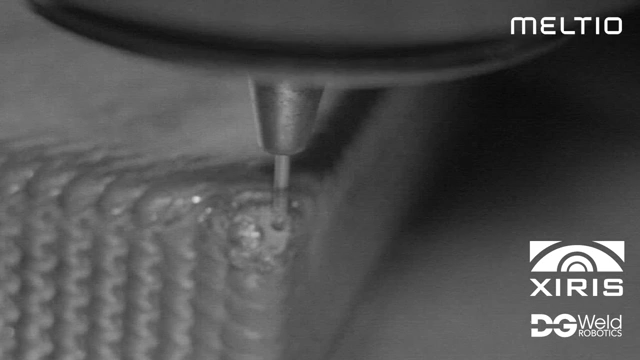 MELTIO
XIRIS
DG Weld
ROBOTICS